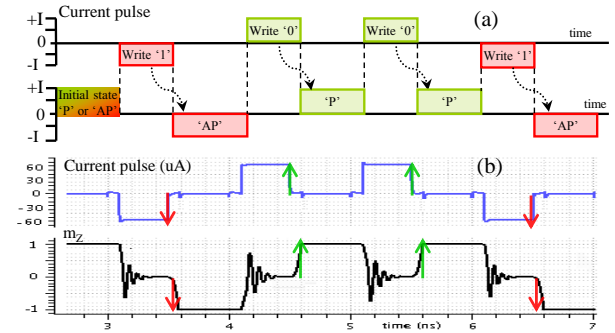 Current pulse (a)
+I
0
-I
Write ‘1’
Write ‘0’
Write ‘0’
Write ‘1’
time
+I
0
-I
Initial state
‘P’ or ‘AP’
‘AP’
‘P’
‘P’
‘AP’
time
Current pulse (uA) (b)
60
30
0
-30
-60
mZ
1
0
-1
3 4 5 6 7
time (ns)